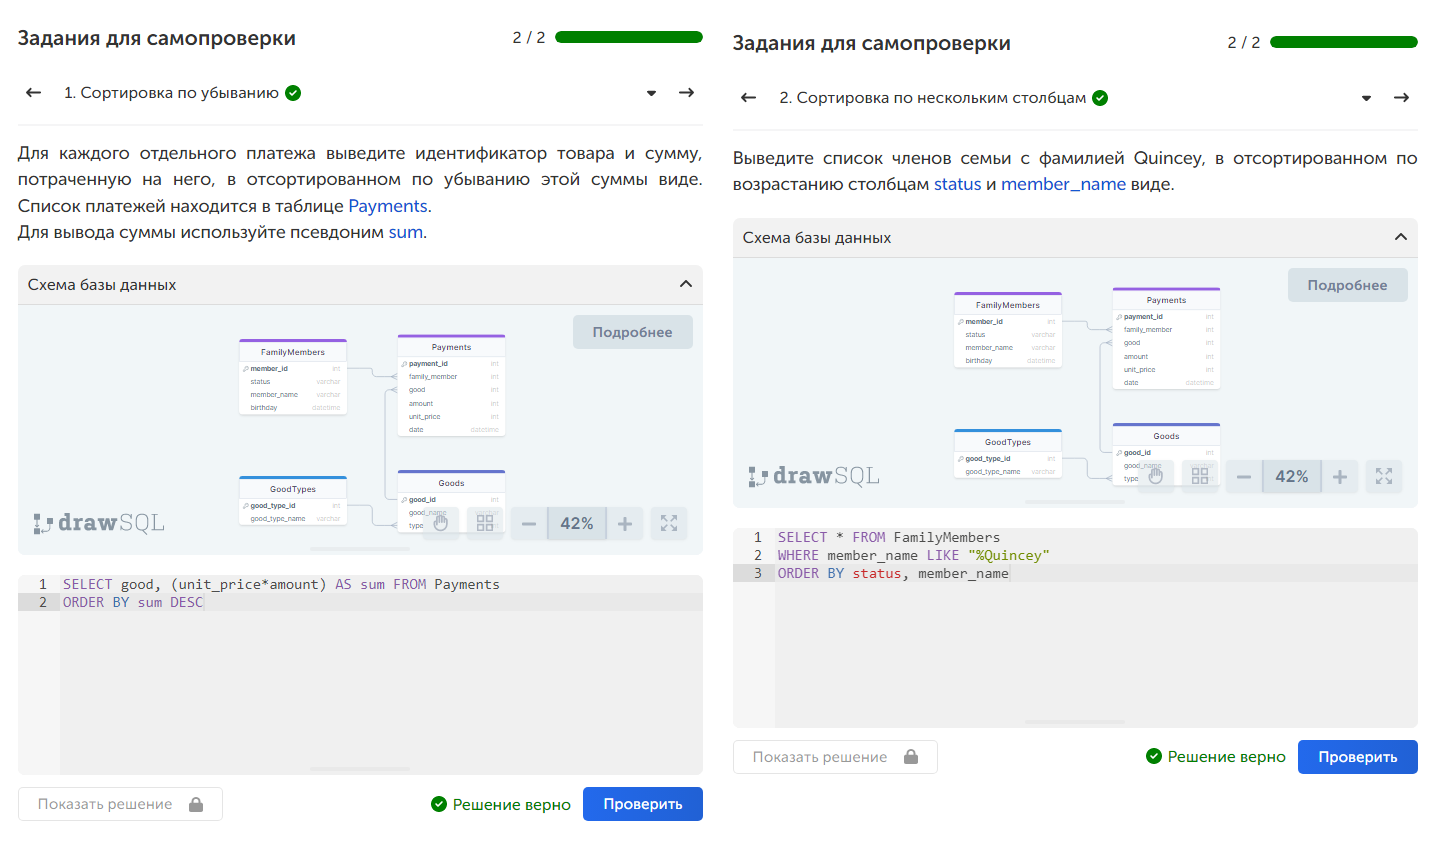 Задания для самопроверки
2 / 2
1. Сортировка по убыванию
Для каждого отдельного платежа выведите идентификатор товара и сумму,
потраченную на него, в отсортированном по убыванию этой суммы виде.
Список платежей находится в таблице Payments.
Для вывода суммы используйте псевдоним sum.
Схема базы данных
Подробнее
FamilyMembers
member_id int
status varchar
member_name varchar
birthday datetime
Payments
payment_id int
family_member int
good int
amount int
unit_price int
date datetime
GoodTypes
good_type_id int
good_type_name varchar
Goods
good_id int
good_name varchar
type int
drawSQL
42%
1 SELECT good, (unit_price*amount) AS sum FROM Payments
2 ORDER BY sum DESC
Показать решение
Решение верно
Проверить
Задания для самопроверки
2 / 2
2. Сортировка по нескольким столбцам
Выведите список членов семьи с фамилией Quincey, в отсортированном по
возрастанию столбцам status и member_name виде.
Схема базы данных
Подробнее
FamilyMembers
member_id int
status varchar
member_name varchar
birthday datetime
Payments
payment_id int
family_member int
good int
amount int
unit_price int
date datetime
GoodTypes
good_type_id int
good_type_name varchar
Goods
good_id int
good_name varchar
type int
drawSQL
42%
1 SELECT * FROM FamilyMembers
2 WHERE member_name LIKE "%Quincey"
3 ORDER BY status, member_name
Показать решение
Решение верно
Проверить